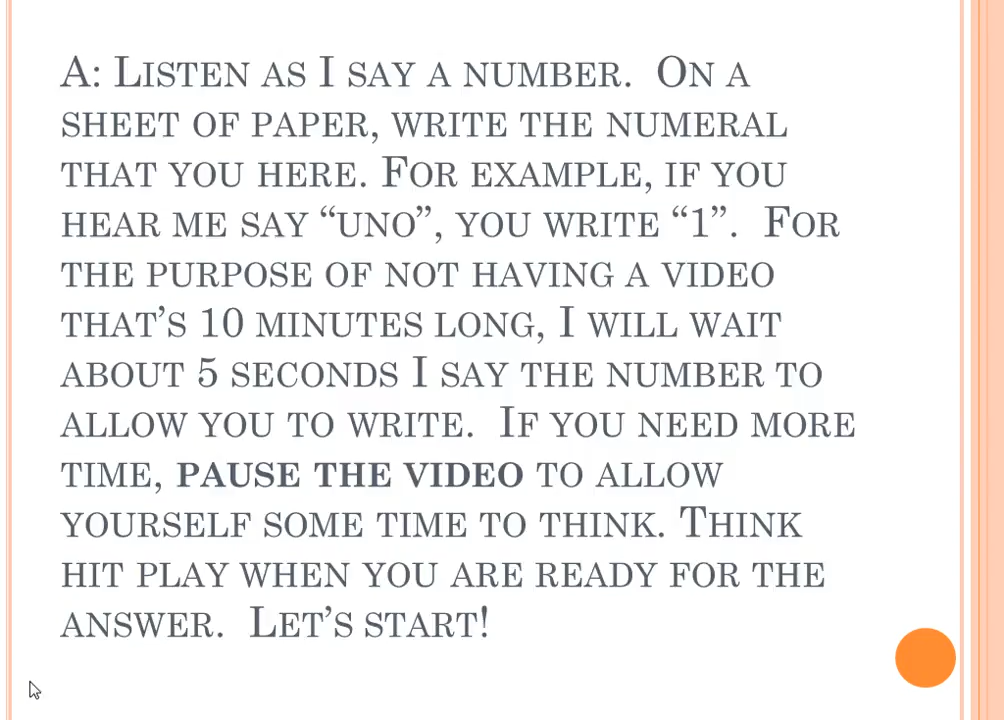 A: Listen as I say a number. On a
sheet of paper, write the numeral
that you here. For example, if you
hear me say “uno”, you write “1”. For
the purpose of not having a video
that’s 10 minutes long, I will wait
about 5 seconds I say the number to
allow you to write. If you need more
time, pause the video to allow
yourself some time to think. Think
hit play when you are ready for the
answer. Let’s start!